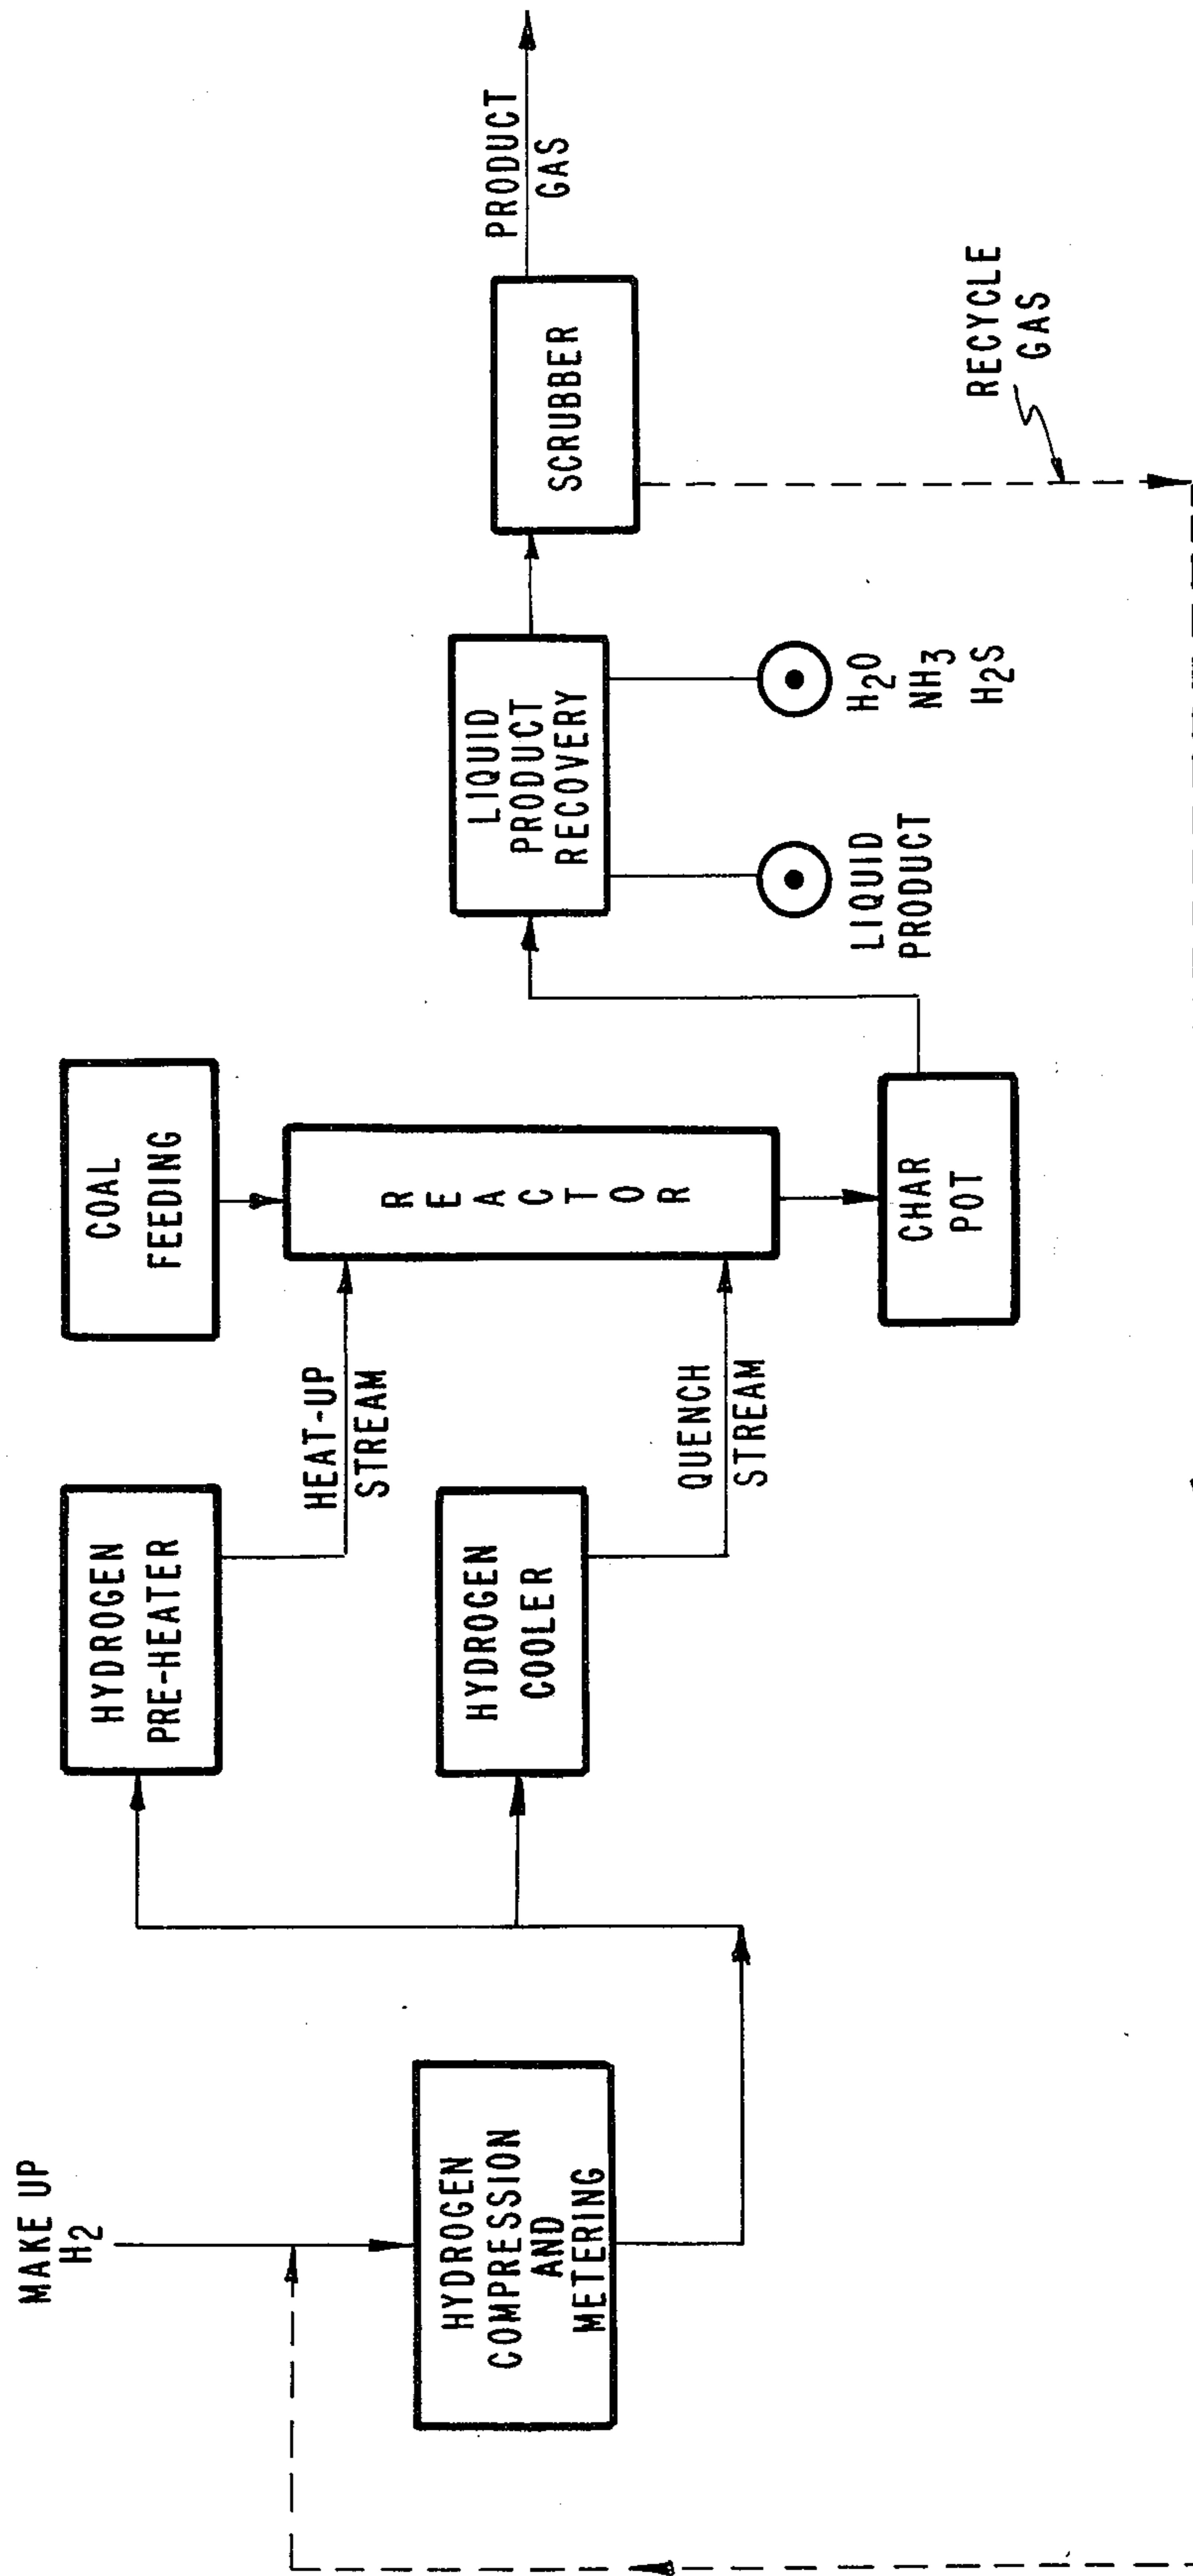 MAKE UP
H2
HYDROGEN
COMPRESSION
AND
METERING
HYDROGEN
PRE-HEATER
HYDROGEN
COOLER
HEAT-UP
STREAM
QUENCH
STREAM
COAL
FEEDING
REACTOR
CHAR
POT
LIQUID
PRODUCT
RECOVERY
LIQUID
PRODUCT
H2O
NH3
H2S
SCRUBBER
PRODUCT
GAS
RECYCLE
GAS